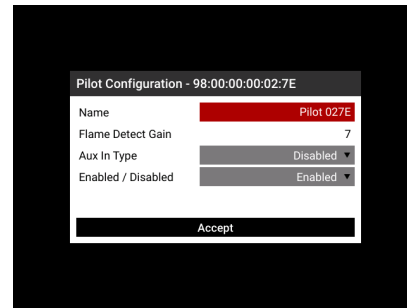 Pilot Configuration - 98:00:00:00:02:7E
Name Pilot 027E
Flame Detect Gain 7
Aux In Type Disabled
Enabled / Disabled Enabled
Accept